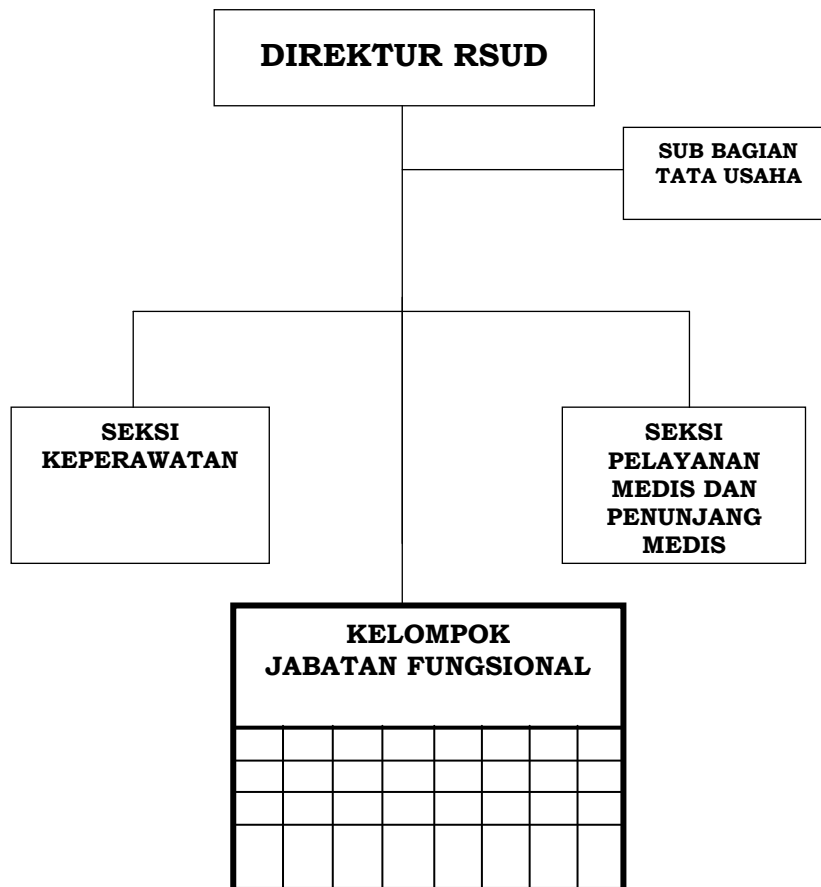 DIREKTUR RSUD
SUB BAGIAN
TATA USAHA
SEKSI
KEPERAWATAN
SEKSI
PELAYANAN
MEDIS DAN
PENUNJANG
MEDIS
KELOMPOK
JABATAN FUNGSIONAL